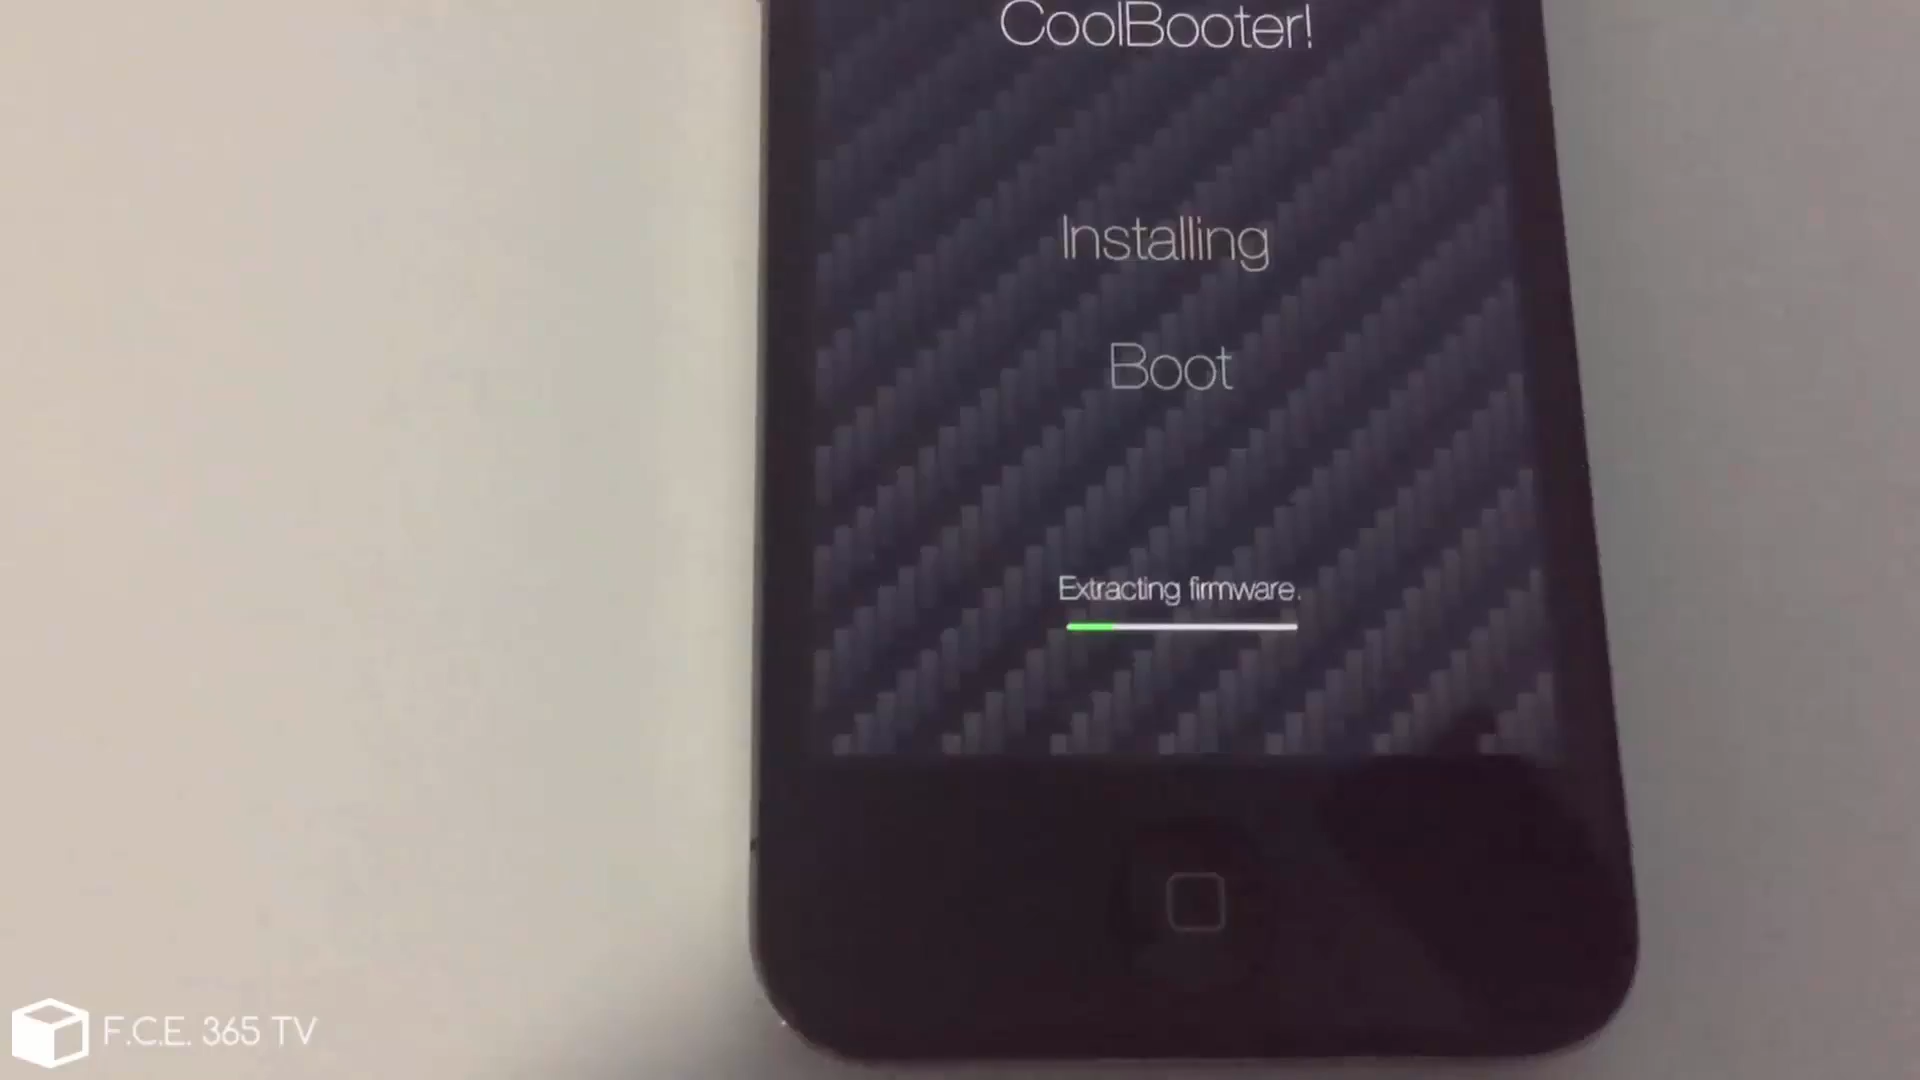 CoolBooter!
Installing
Boot
Extracting firmware.
F.C.E. 365 TV